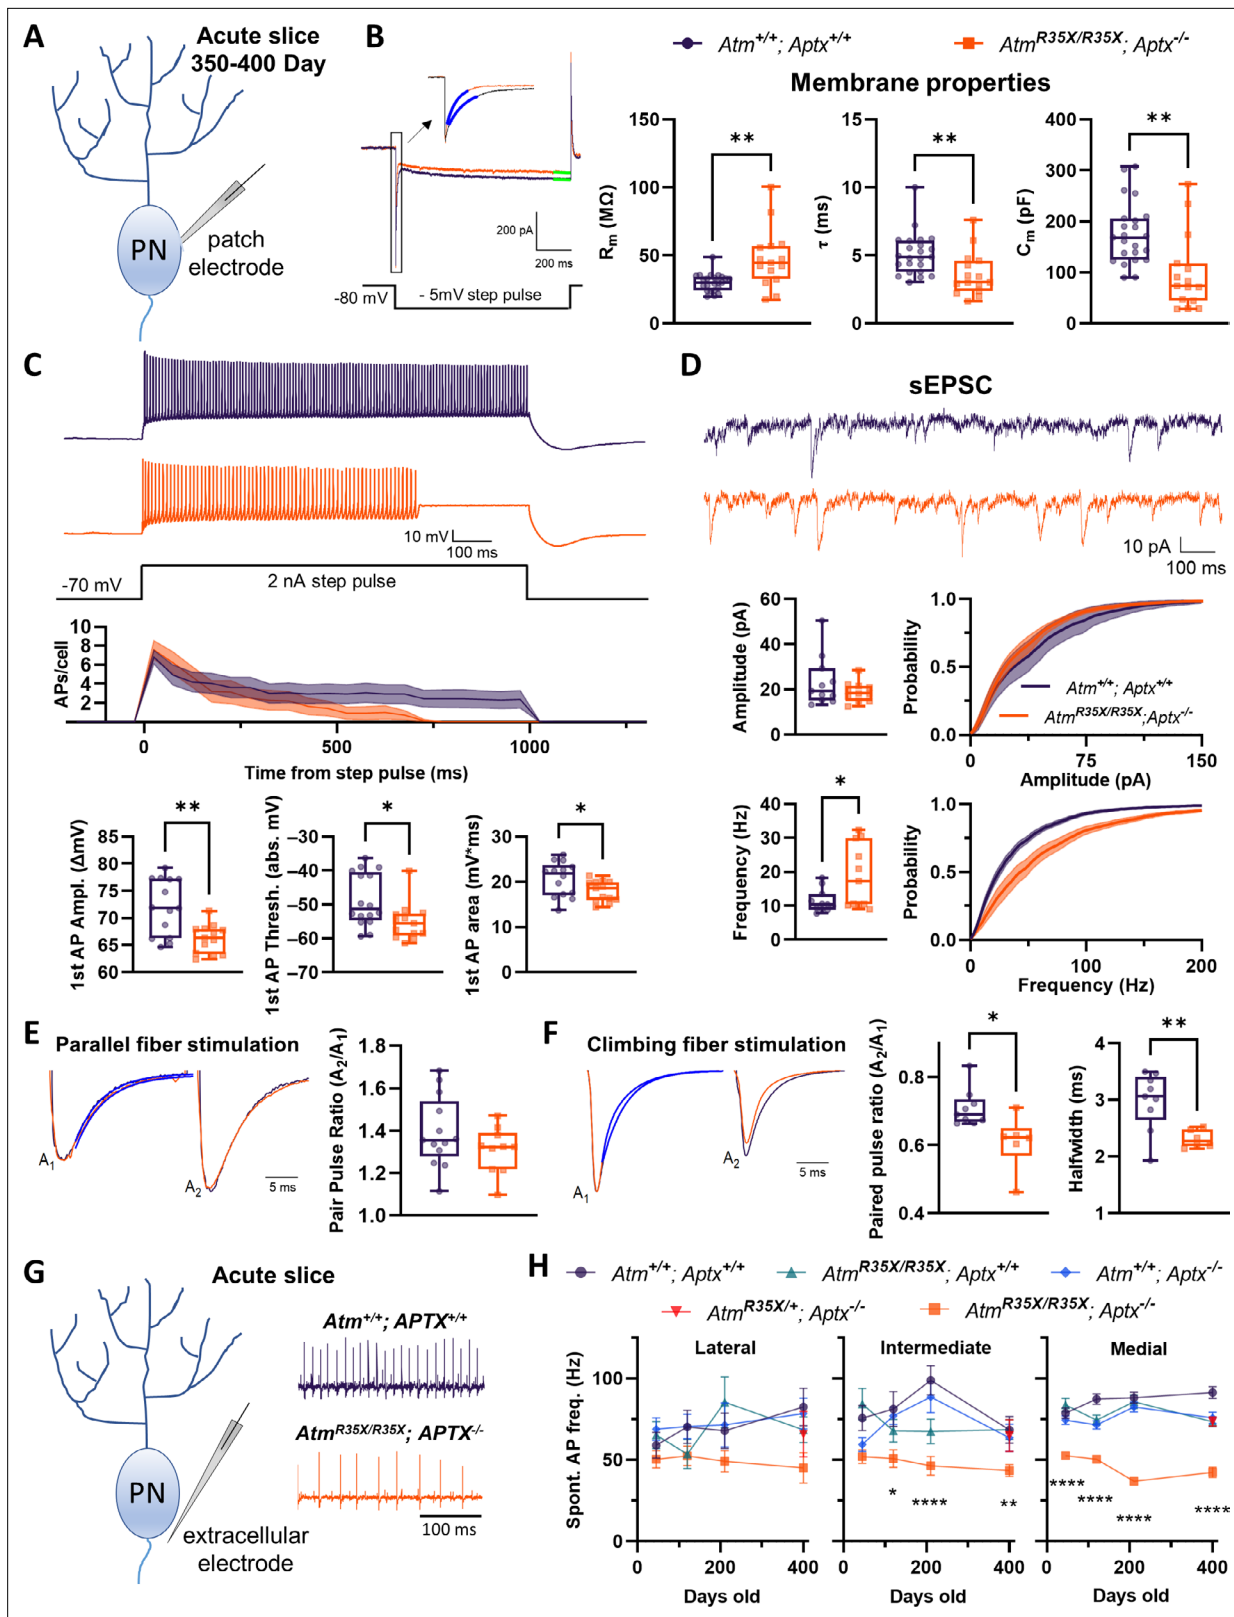 A
Acute slice
350-400 Day
PN
patch
electrode
B
200 pA
200 ms
-80 mV
- 5mV step pulse
Atm+/+; Aptx+/+
AtmR35X/R35X; Aptx-/-
Membrane properties
Rm (MΩ)
150
100
50
0
**
τ (ms)
15
10
5
0
**
Cm (pF)
400
300
200
100
0
**
C
10 mV
100 ms
-70 mV
2 nA step pulse
APs/cell
10
8
6
4
2
0
500
1000
Time from step pulse (ms)
1st AP Ampl. (ΔmV)
85
80
75
70
65
60
**
1st AP Thresh. (abs. mV)
−30
−40
−50
−60
−70
*
1st AP area (mV*ms)
30
20
10
0
*
D
sEPSC
10 pA
100 ms
Amplitude (pA)
60
40
20
0
Probability
1.0
0.5
0.0
Atm+/+; Aptx+/+
AtmR35X/R35X;Aptx-/-
0
75
150
Amplitude (pA)
Frequency (Hz)
40
30
20
10
0
*
Probability
1.0
0.5
0.0
0
100
200
Frequency (Hz)
E
Parallel fiber stimulation
A1
A2
5 ms
Pair Pulse Ratio (A2/A1)
1.8
1.6
1.4
1.2
1.0
F
Climbing fiber stimulation
A1
A2
5 ms
Paired pulse ratio (A2/A1)
0.8
0.6
0.4
*
Halfwidth (ms)
4
3
2
1
**
G
Acute slice
PN
extracellular
electrode
Atm+/+; APTX+/+
AtmR35X/R35X; APTX-/-
100 ms
H
Atm+/+; Aptx+/+
AtmR35X/R35X; Aptx+/+
Atm+/+; Aptx-/-
AtmR35X/+; Aptx-/-
AtmR35X/R35X; Aptx-/-
Spont. AP freq. (Hz)
100
50
0
Lateral
0
200
400
Days old
Intermediate
*
****
**
0
200
400
Days old
Medial
****
****
****
****
0
200
400
Days old